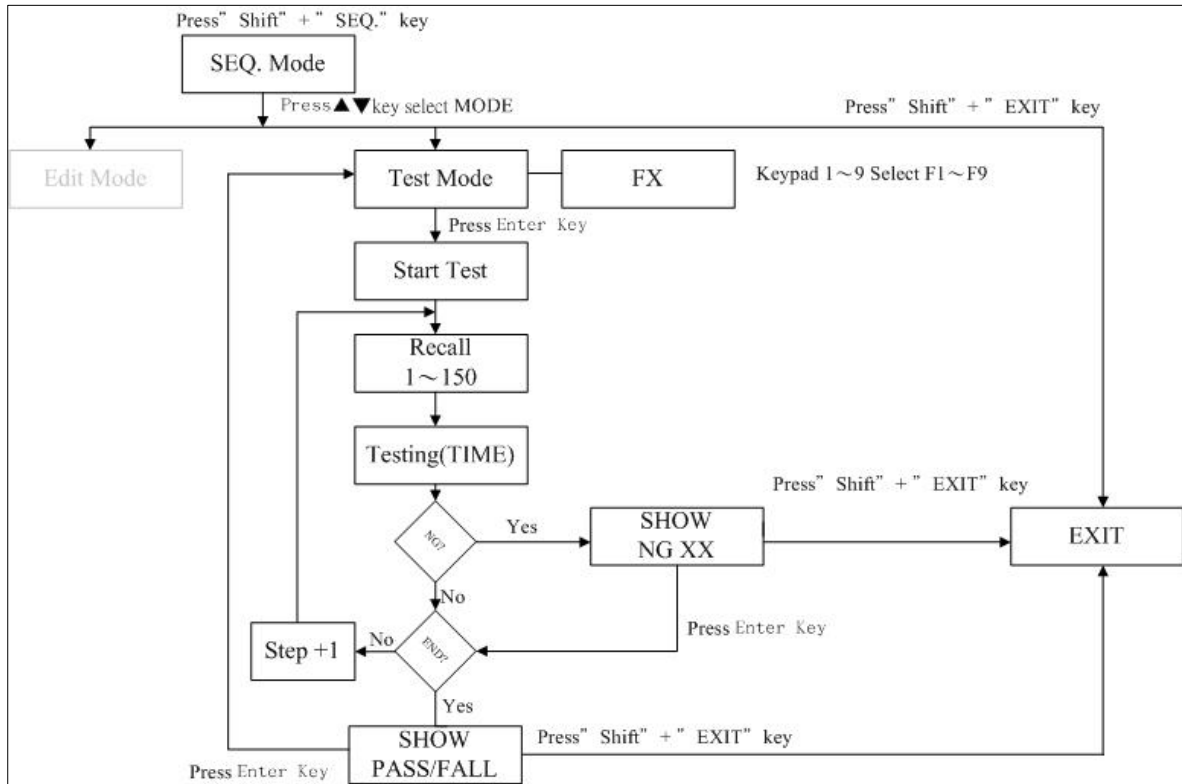 Press” Shift” +” SEQ.” key
SEQ. Mode
Press▲▼key select MODE
Press” Shift” +” EXIT” key
Edit Mode
Test Mode
FX
Keypad 1～9 Select F1～F9
Press Enter Key
Start Test
Recall
1～150
Testing(TIME)
Press” Shift” +” EXIT” key
NG?
Yes
SHOW
NG XX
EXIT
No
Press Enter Key
Step +1
No
END?
Yes
SHOW
PASS/FALL
Press” Shift” +” EXIT” key
Press Enter Key